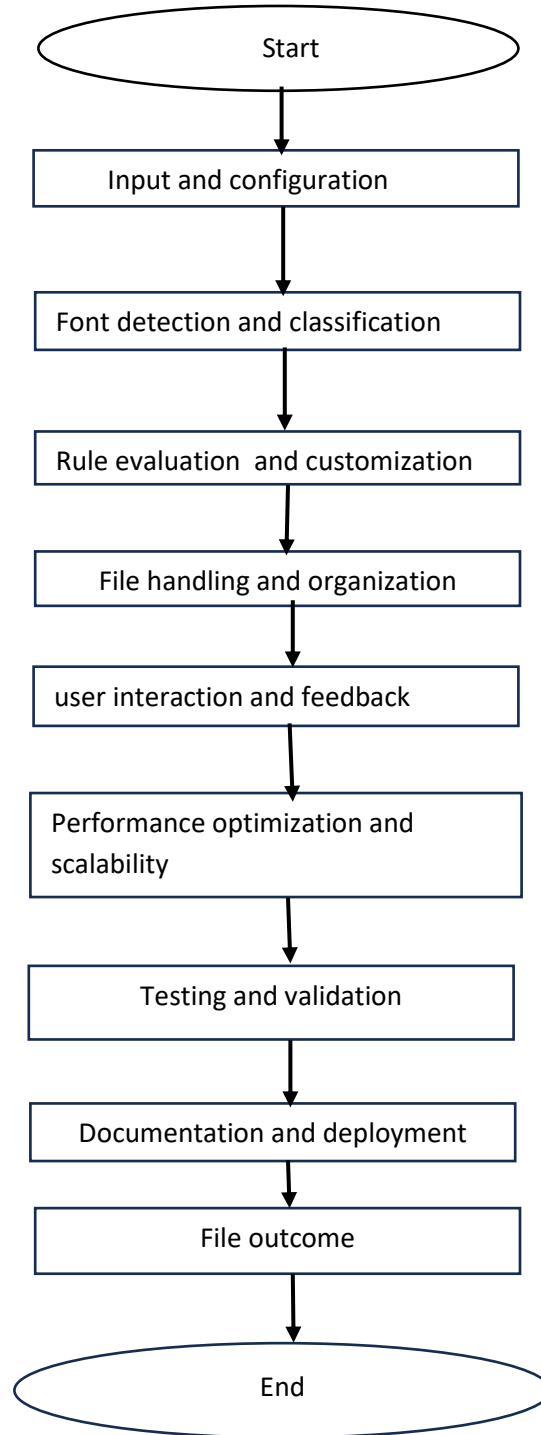 Start
Input and configuration
Font detection and classification
Rule evaluation  and customization
File handling and organization
user interaction and feedback
Performance optimization and
scalability
Testing and validation
Documentation and deployment
File outcome
End